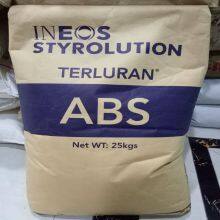 INEOS
STYROLUTION
TERLURAN®
ABS
Net WT: 25kgs